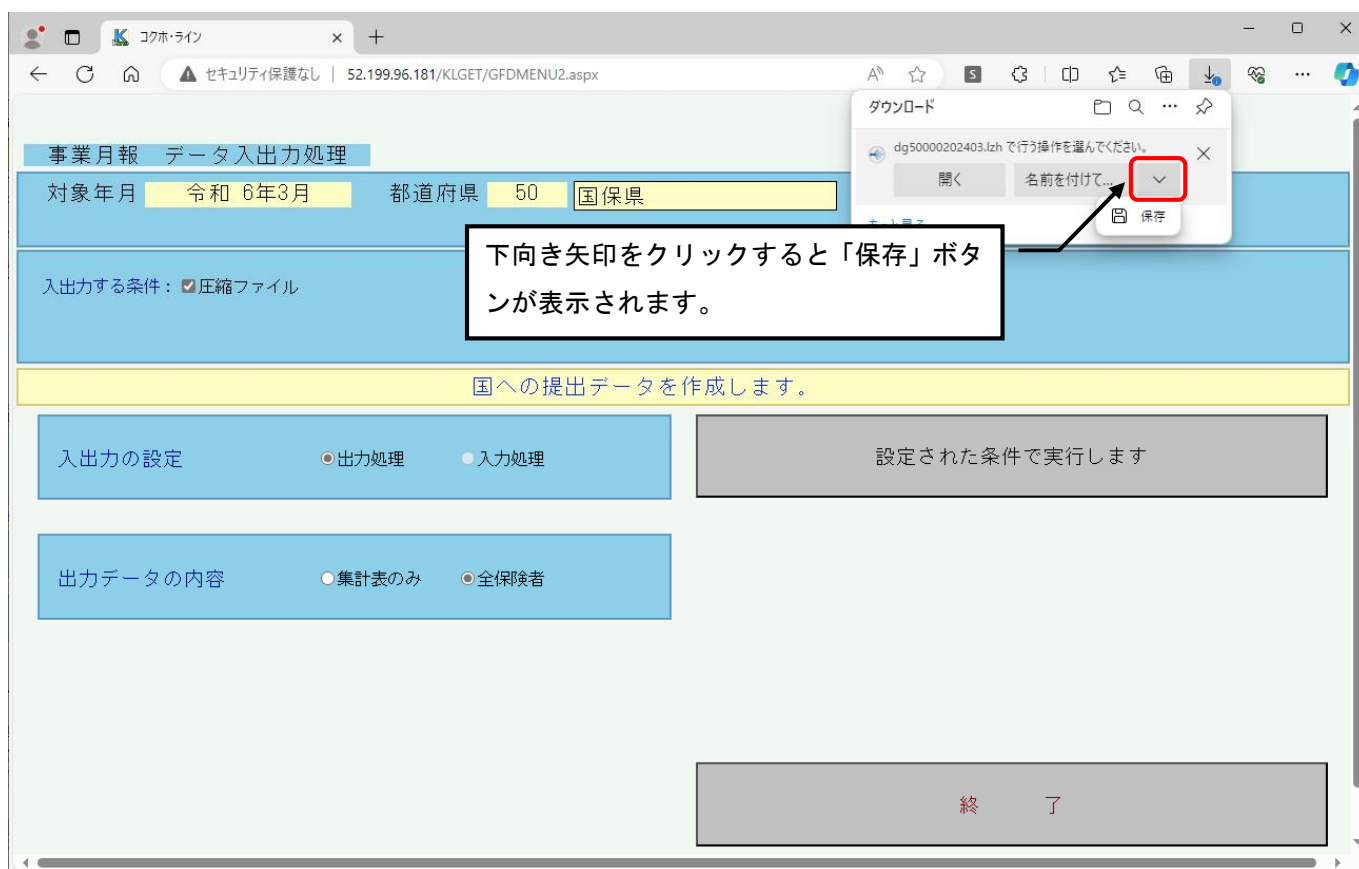 コクホ・ライン
セキュリティ保護なし | 52.199.96.181/KLGET/GFDMENU2.aspx
ダウンロード
dg50000202403.lzh で行う操作を選んでください。
開く 名前を付けて...
保存
事業月報 データ入出力処理
対象年月 令和 6年3月 都道府県 50 国保県
下向き矢印をクリックすると「保存」ボタ
ンが表示されます。
入出力する条件：圧縮ファイル
国への提出データを作成します。
入出力の設定 出力処理 入力処理
設定された条件で実行します
出力データの内容 集計表のみ 全保険者
終 了